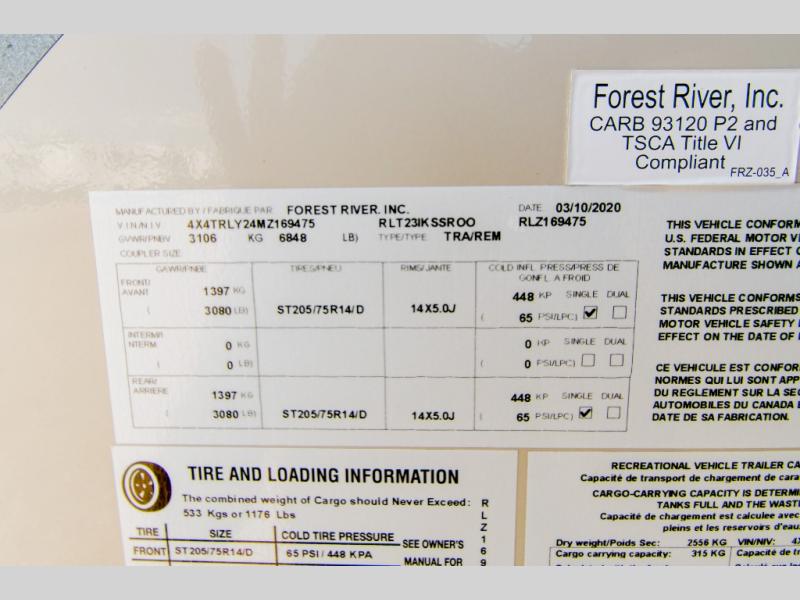 Forest River, Inc.
CARB 93120 P2 and
TSCA Title VI
Compliant
FRZ-035_A
MANUFACTURED BY / FABRIQUE PAR FOREST RIVER. INC. DATE 03/10/2020
V I N / N I V 4X4TRLY24MZ169475 RLT23IKSSROO RLZ169475
GVWR/PNBV 3106 KG 6848 LB) TYPE/TYPE TRA/REM
COUPLER SIZE
GAWR/PNBE TIRES/PNEU RIMS/JANTE COLD INFL PRESS/PRESS DE GONFL A FROID
FRONT/ AVANT 1397 KG 448 KP SINGLE DUAL
( 3080 LB) ST205/75R14/D 14X5.0J ( 65 PSI/LPC)
INTERM/ NTERM 0 KG 0 KP SINGLE DUAL
( 0 LB) ( 0 PSI/LPC)
REAR/ ARRIERE 1397 KG 448 KP SINGLE DUAL
( 3080 LB) ST205/75R14/D 14X5.0J ( 65 PSI/LPC)
THIS VEHICLE CONFORM
U.S. FEDERAL MOTOR V
STANDARDS IN EFFECT O
MANUFACTURE SHOWN A
THIS VEHICLE CONFORMS
STANDARDS PRESCRIBED
MOTOR VEHICLE SAFETY
EFFECT ON THE DATE OF
CE VEHICULE EST CONFOR
NORMES QUI LUI SONT APP
DU REGLEMENT SUR LA SEC
AUTOMOBILES DU CANADA
DATE DE SA FABRICATION.
TIRE AND LOADING INFORMATION
The combined weight of Cargo should Never Exceed:
533 Kgs or 1176 Lbs
TIRE SIZE COLD TIRE PRESSURE SEE OWNER'S
FRONT ST205/75R14/D 65 PSI / 448 KPA MANUAL FOR
R
L
Z
1
6
9
RECREATIONAL VEHICLE TRAILER CA
Capacité de transport de chargement de cara
CARGO-CARRYING CAPACITY IS DETERMI
TANKS FULL AND THE WASTE
Capacité de chargement est calculee avec
pleins et les reservoirs d'eau
Dry weight/Poids Sec: 2556 KG VIN/NIV: 4X
Cargo carrying capacity: 315 KG Capacité de t